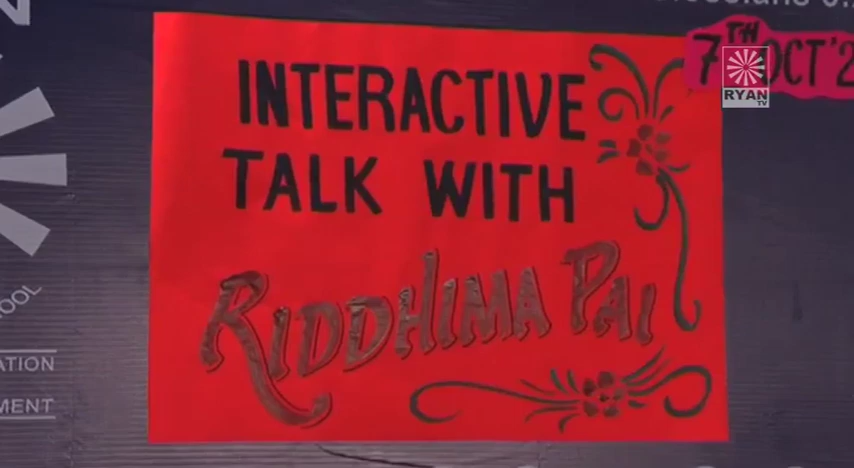 7TH OCT'2
RYAN
TV
INTERACTIVE
TALK WITH
RIDDHIMA PAI
OOL
ATION
MENT